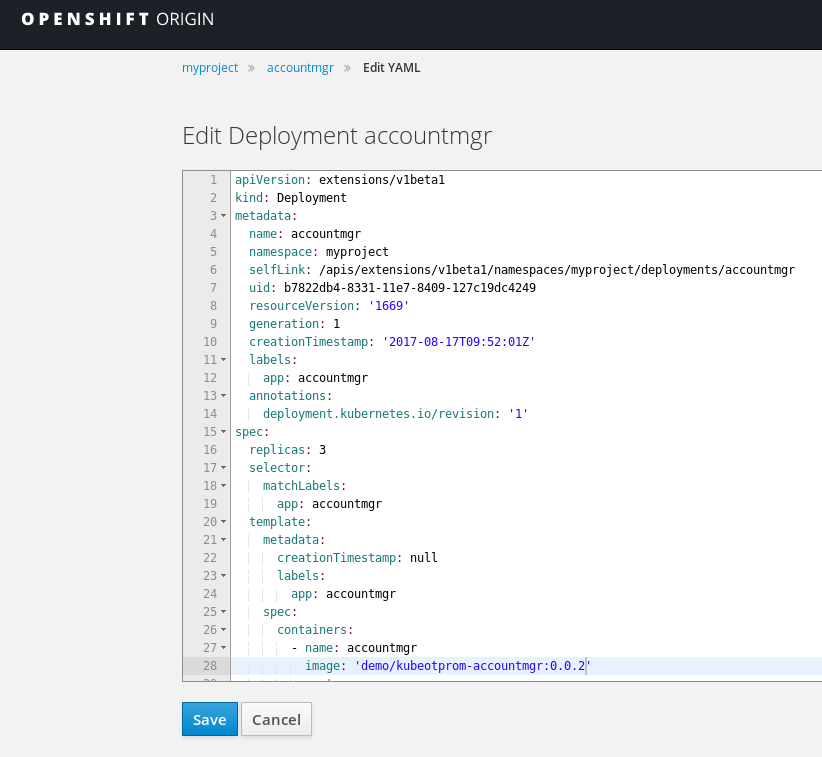 OPENSHIFT ORIGIN
myproject » accountmgr » Edit YAML
Edit Deployment accountmgr
1 apiVersion: extensions/v1beta1
2 kind: Deployment
3 metadata:
4 name: accountmgr
5 namespace: myproject
6 selfLink: /apis/extensions/v1beta1/namespaces/myproject/deployments/accountmgr
7 uid: b7822db4-8331-11e7-8409-127c19dc4249
8 resourceVersion: '1669'
9 generation: 1
10 creationTimestamp: '2017-08-17T09:52:01Z'
11 labels:
12 app: accountmgr
13 annotations:
14 deployment.kubernetes.io/revision: '1'
15 spec:
16 replicas: 3
17 selector:
18 matchLabels:
19 app: accountmgr
20 template:
21 metadata:
22 creationTimestamp: null
23 labels:
24 app: accountmgr
25 spec:
26 containers:
27 - name: accountmgr
28 image: 'demo/kubeotprom-accountmgr:0.0.2'
Save Cancel